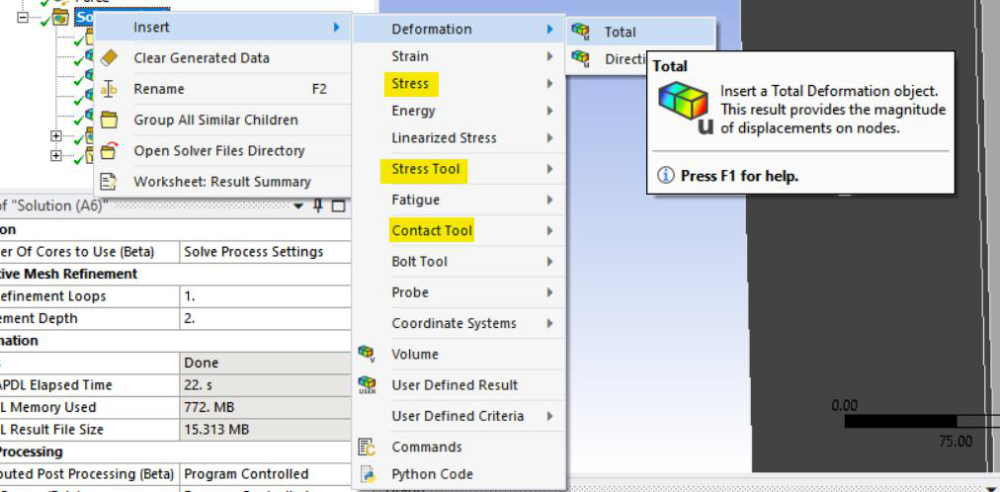 Force
So
Insert
Clear Generated Data
Rename F2
Group All Similar Children
Open Solver Files Directory
Worksheet: Result Summary
Deformation
Strain
Stress
Energy
Linearized Stress
Stress Tool
Fatigue
Contact Tool
Bolt Tool
Probe
Coordinate Systems
Volume
User Defined Result
User Defined Criteria
Commands
Python Code
Total
Directi
Total
Insert a Total Deformation object.
This result provides the magnitude
of displacements on nodes.
Press F1 for help.
of "Solution (A6)"
on
er Of Cores to Use (Beta) Solve Process Settings
tive Mesh Refinement
efinement Loops 1.
ement Depth 2.
mation
Done
APDL Elapsed Time 22. s
L Memory Used 772. MB
L Result File Size 15.313 MB
Processing
buted Post Processing (Beta) Program Controlled
0.00
75.00